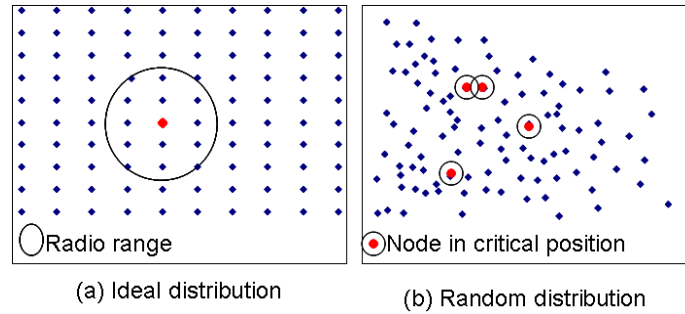 Radio range
Node in critical position
(a) Ideal distribution
(b) Random distribution